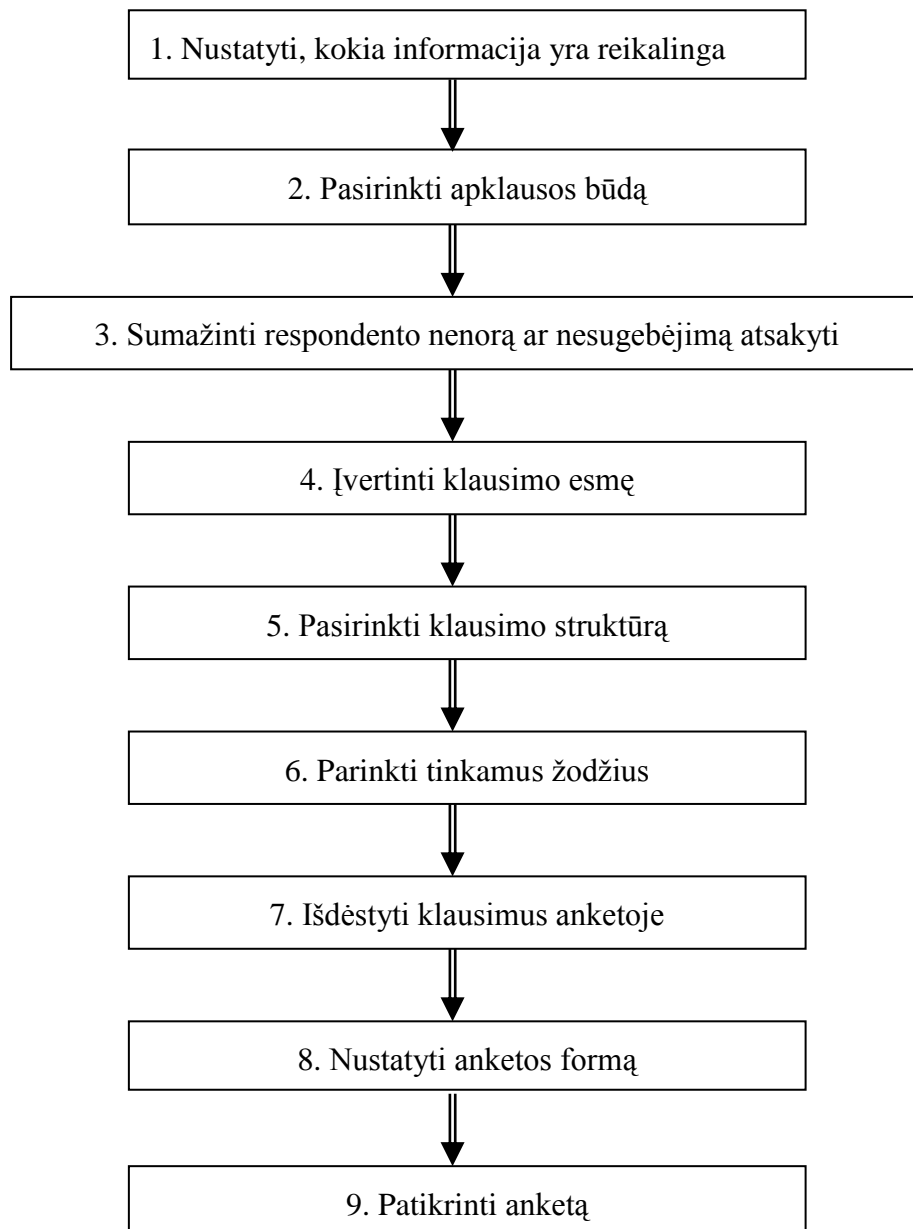 1. Nustatyti, kokia informacija yra reikalinga
2. Pasirinkti apklausos būdą
3. Sumažinti respondento nenorą ar nesugebėjimą atsakyti
4. Įvertinti klausimo esmę
5. Pasirinkti klausimo struktūrą
6. Parinkti tinkamus žodžius
7. Išdėstyti klausimus anketoje
8. Nustatyti anketos formą
9. Patikrinti anketą